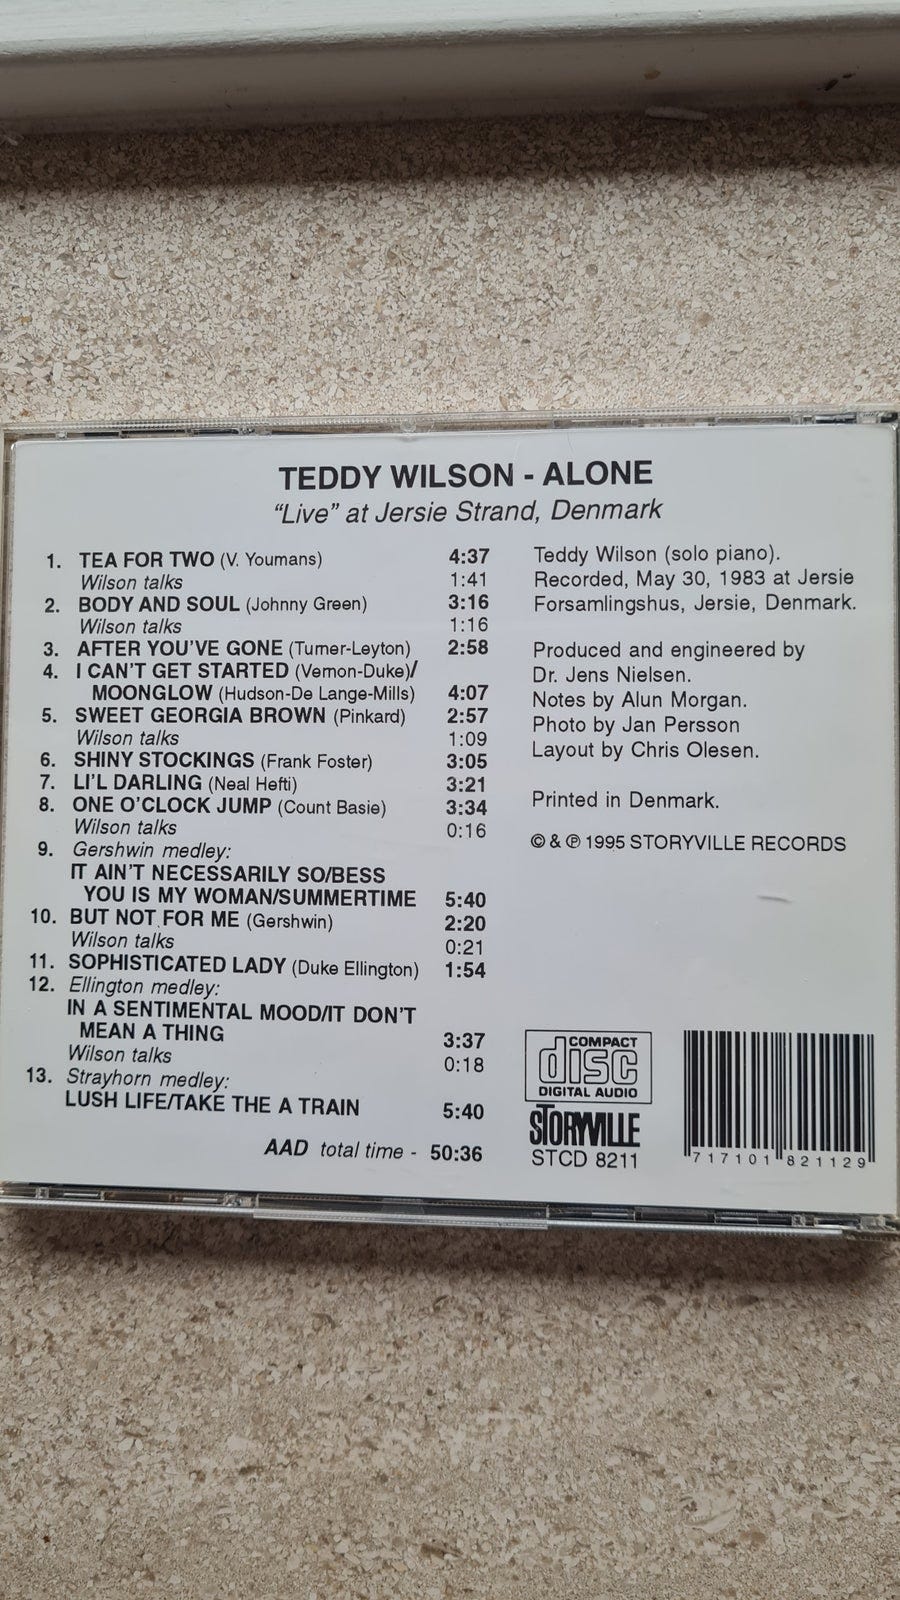 TEDDY WILSON - ALONE
“Live” at Jersie Strand, Denmark
1. TEA FOR TWO (V. Youmans) 4:37
Wilson talks 1:41
2. BODY AND SOUL (Johnny Green) 3:16
Wilson talks 1:16
3. AFTER YOU'VE GONE (Turner-Leyton) 2:58
4. I CAN'T GET STARTED (Vernon-Duke)/
MOONGLOW (Hudson-De Lange-Mills) 4:07
5. SWEET GEORGIA BROWN (Pinkard) 2:57
Wilson talks 1:09
6. SHINY STOCKINGS (Frank Foster) 3:05
7. LI'L DARLING (Neal Hefti) 3:21
8. ONE O'CLOCK JUMP (Count Basie) 3:34
Wilson talks 0:16
9. Gershwin medley:
IT AIN'T NECESSARILY SO/BESS
YOU IS MY WOMAN/SUMMERTIME 5:40
10. BUT NOT FOR ME (Gershwin) 2:20
Wilson talks 0:21
11. SOPHISTICATED LADY (Duke Ellington) 1:54
12. Ellington medley:
IN A SENTIMENTAL MOOD/IT DON'T
MEAN A THING 3:37
Wilson talks 0:18
13. Strayhorn medley:
LUSH LIFE/TAKE THE A TRAIN 5:40
AAD total time - 50:36
Teddy Wilson (solo piano).
Recorded, May 30, 1983 at Jersie
Forsamlingshus, Jersie, Denmark.
Produced and engineered by
Dr. Jens Nielsen.
Notes by Alun Morgan.
Photo by Jan Persson
Layout by Chris Olesen.
Printed in Denmark.
© & ℗ 1995 STORYVILLE RECORDS
COMPACT
disc
DIGITAL AUDIO
STORYVILLE
STCD 8211
7 17101 82112 9